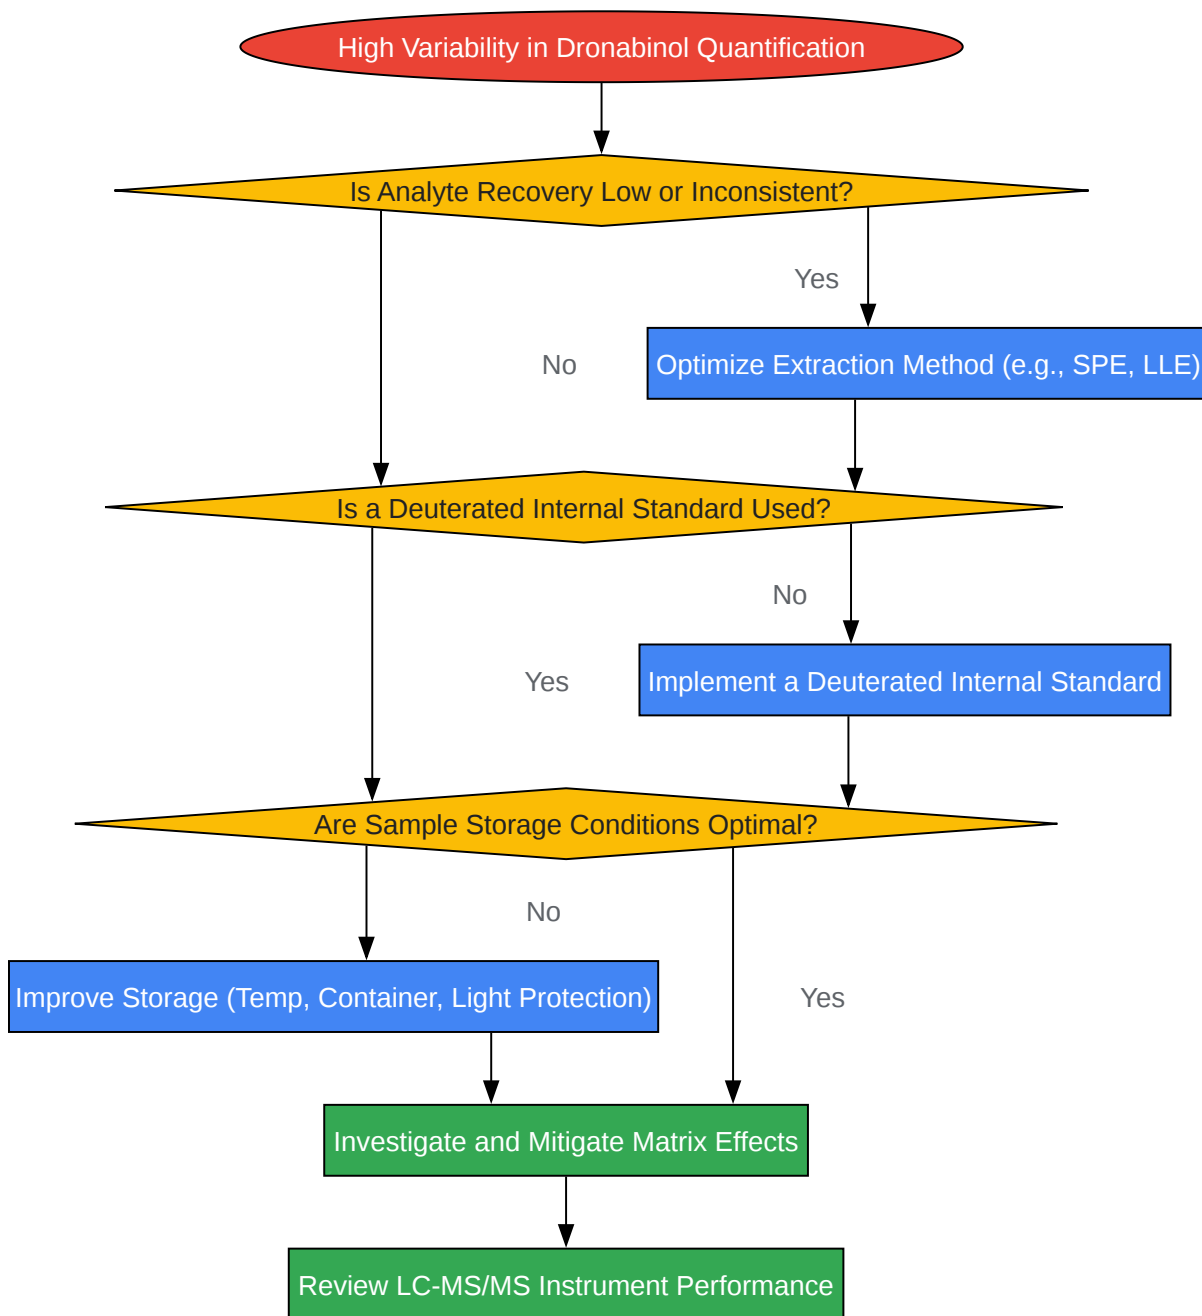 High Variability in Dronabinol Quantification
Is Analyte Recovery Low or Inconsistent?
Yes
No
Optimize Extraction Method (e.g., SPE, LLE)
Is a Deuterated Internal Standard Used?
No
Yes
Implement a Deuterated Internal Standard
Are Sample Storage Conditions Optimal?
No
Improve Storage (Temp, Container, Light Protection)
Yes
Investigate and Mitigate Matrix Effects
Review LC-MS/MS Instrument Performance